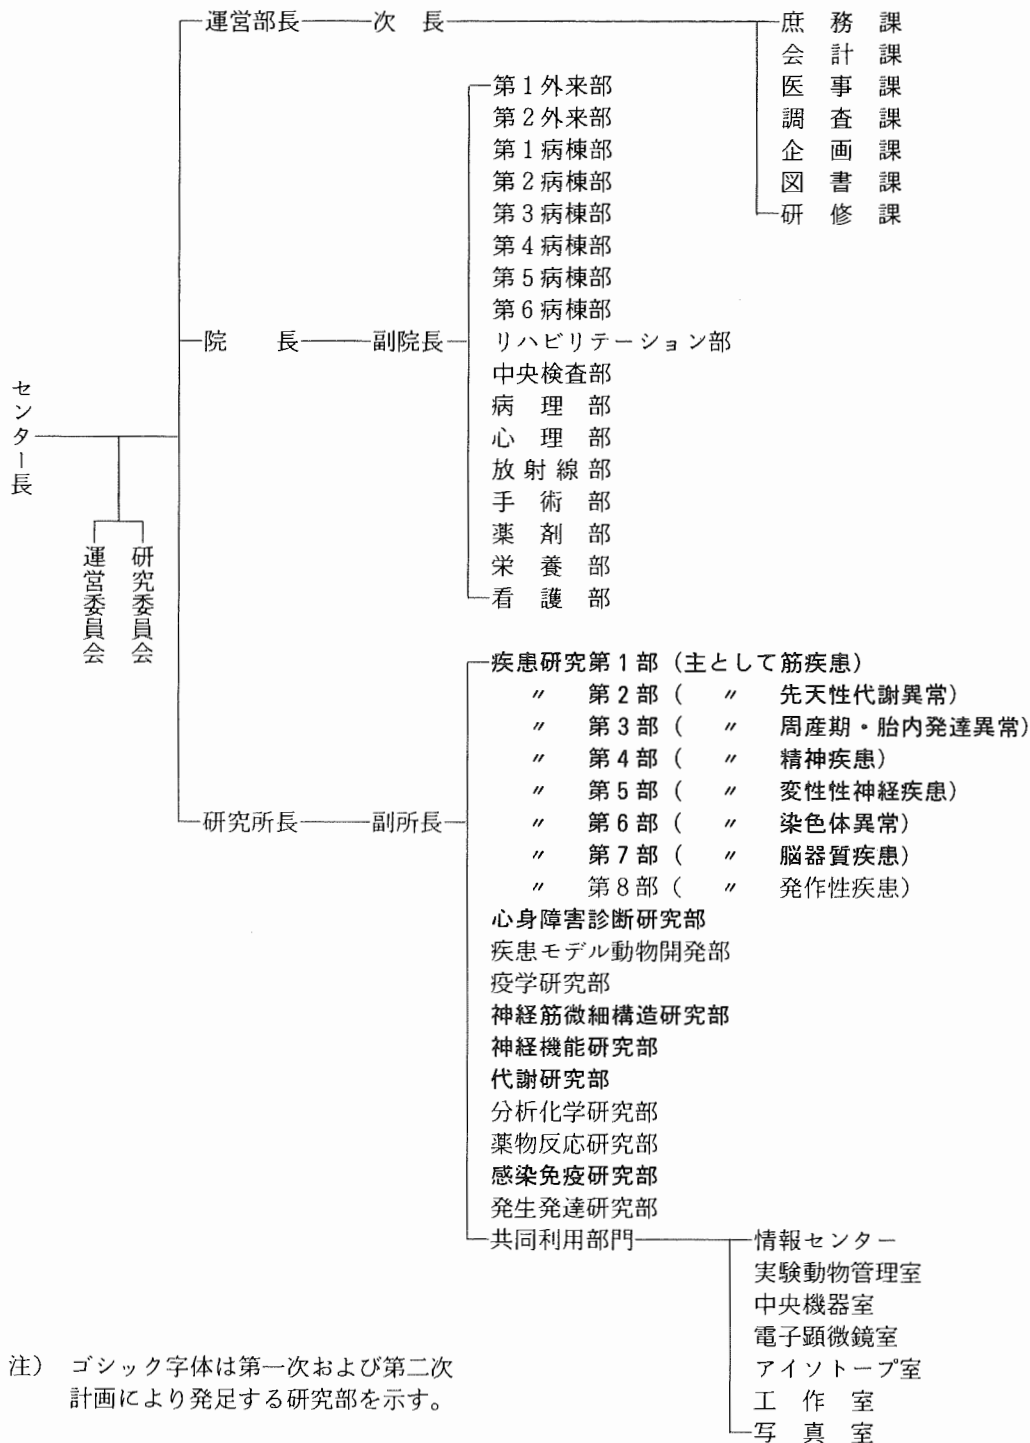 センター長
運営委員会
研究委員会
運営部長 次長
庶務課
会計課
医事課
調査課
企画課
図書課
研修課
院長 副院長
第1外来部
第2外来部
第1病棟部
第2病棟部
第3病棟部
第4病棟部
第5病棟部
第6病棟部
リハビリテーション部
中央検査部
病理部
心理部
放射線部
手術部
薬剤部
栄養部
看護部
研究所長 副所長
疾患研究第1部（主として筋疾患）
〃 第2部（ 〃 先天性代謝異常）
〃 第3部（ 〃 周産期・胎内発達異常）
〃 第4部（ 〃 精神疾患）
〃 第5部（ 〃 変性性神経疾患）
〃 第6部（ 〃 染色体異常）
〃 第7部（ 〃 脳器質疾患）
〃 第8部（ 〃 発作性疾患）
心身障害診断研究部
疾患モデル動物開発部
疫学研究部
神経筋微細構造研究部
神経機能研究部
代謝研究部
分析化学研究部
薬物反応研究部
感染免疫研究部
発生発達研究部
共同利用部門
情報センター
実験動物管理室
中央機器室
電子顕微鏡室
アイソトープ室
工作室
写真室
注） ゴシック字体は第一次および第二次
計画により発足する研究部を示す。